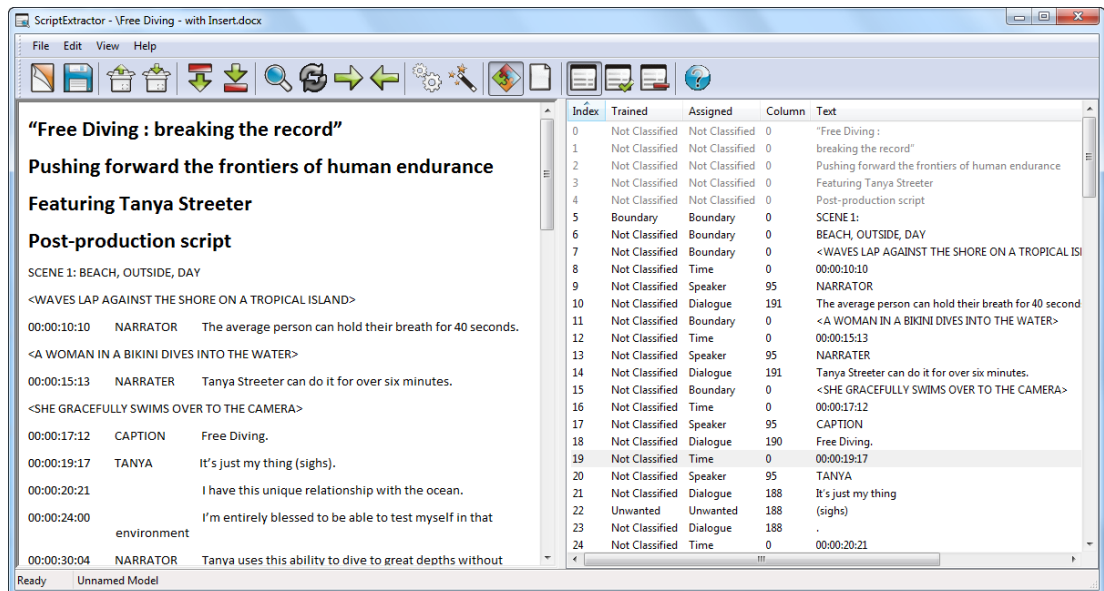 ScriptExtractor - \Free Diving - with Insert.docx
File Edit View Help
“Free Diving : breaking the record”
Pushing forward the frontiers of human endurance
Featuring Tanya Streeter
Post-production script
SCENE 1: BEACH, OUTSIDE, DAY
<WAVES LAP AGAINST THE SHORE ON A TROPICAL ISLAND>
00:00:10:10 NARRATOR The average person can hold their breath for 40 seconds.
<A WOMAN IN A BIKINI DIVES INTO THE WATER>
00:00:15:13 NARRATER Tanya Streeter can do it for over six minutes.
<SHE GRACEFULLY SWIMS OVER TO THE CAMERA>
00:00:17:12 CAPTION Free Diving.
00:00:19:17 TANYA It’s just my thing (sighs).
00:00:20:21 I have this unique relationship with the ocean.
00:00:24:00 I’m entirely blessed to be able to test myself in that
environment
00:00:30:04 NARRATOR Tanya uses this ability to dive to great depths without
Index Trained Assigned Column Text
0 Not Classified Not Classified 0 "Free Diving :
1 Not Classified Not Classified 0 breaking the record"
2 Not Classified Not Classified 0 Pushing forward the frontiers of human endurance
3 Not Classified Not Classified 0 Featuring Tanya Streeter
4 Not Classified Not Classified 0 Post-production script
5 Boundary Boundary 0 SCENE 1:
6 Not Classified Boundary 0 BEACH, OUTSIDE, DAY
7 Not Classified Boundary 0 <WAVES LAP AGAINST THE SHORE ON A TROPICAL ISI
8 Not Classified Time 0 00:00:10:10
9 Not Classified Speaker 95 NARRATOR
10 Not Classified Dialogue 191 The average person can hold their breath for 40 second
11 Not Classified Boundary 0 <A WOMAN IN A BIKINI DIVES INTO THE WATER>
12 Not Classified Time 0 00:00:15:13
13 Not Classified Speaker 95 NARRATER
14 Not Classified Dialogue 191 Tanya Streeter can do it for over six minutes.
15 Not Classified Boundary 0 <SHE GRACEFULLY SWIMS OVER TO THE CAMERA>
16 Not Classified Time 0 00:00:17:12
17 Not Classified Speaker 95 CAPTION
18 Not Classified Dialogue 190 Free Diving.
19 Not Classified Time 0 00:00:19:17
20 Not Classified Speaker 95 TANYA
21 Not Classified Dialogue 188 It's just my thing
22 Unwanted Unwanted 188 (sighs)
23 Not Classified Dialogue 188 .
24 Not Classified Time 0 00:00:20:21
Ready Unnamed Model